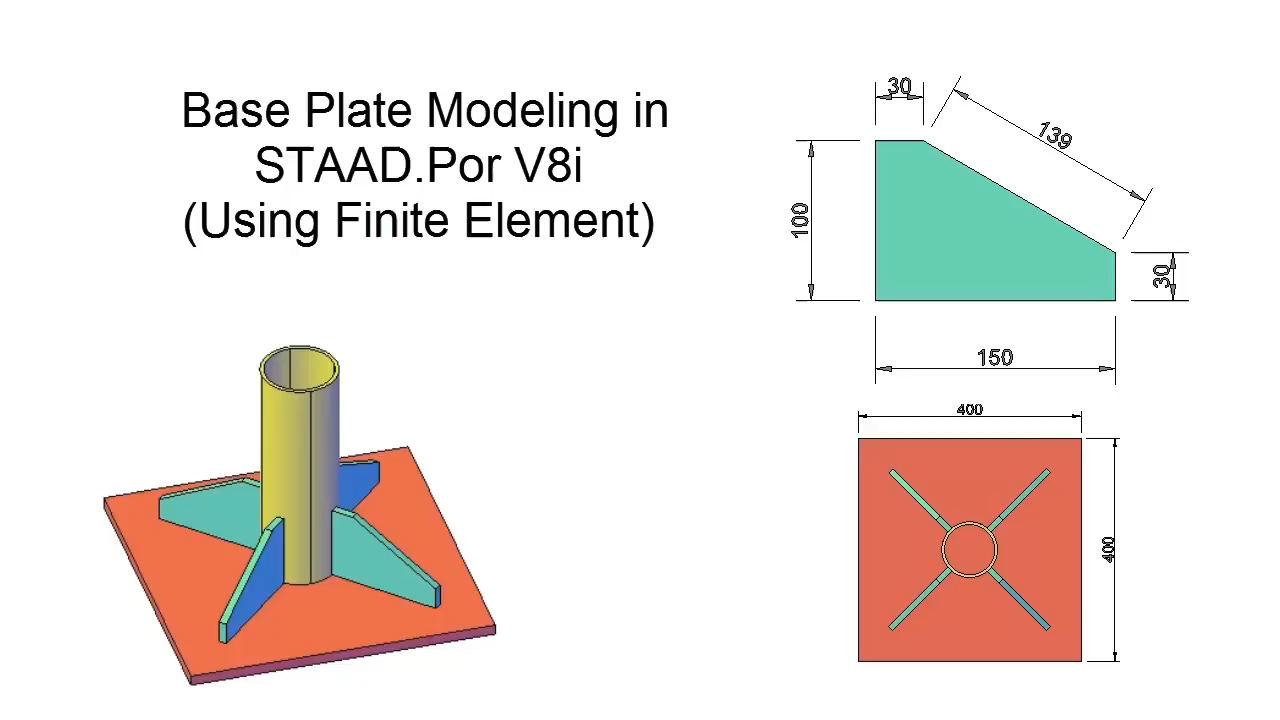 Base Plate Modeling in
STAAD.Por V8i
(Using Finite Element)
30
139
100
30
150
400
400